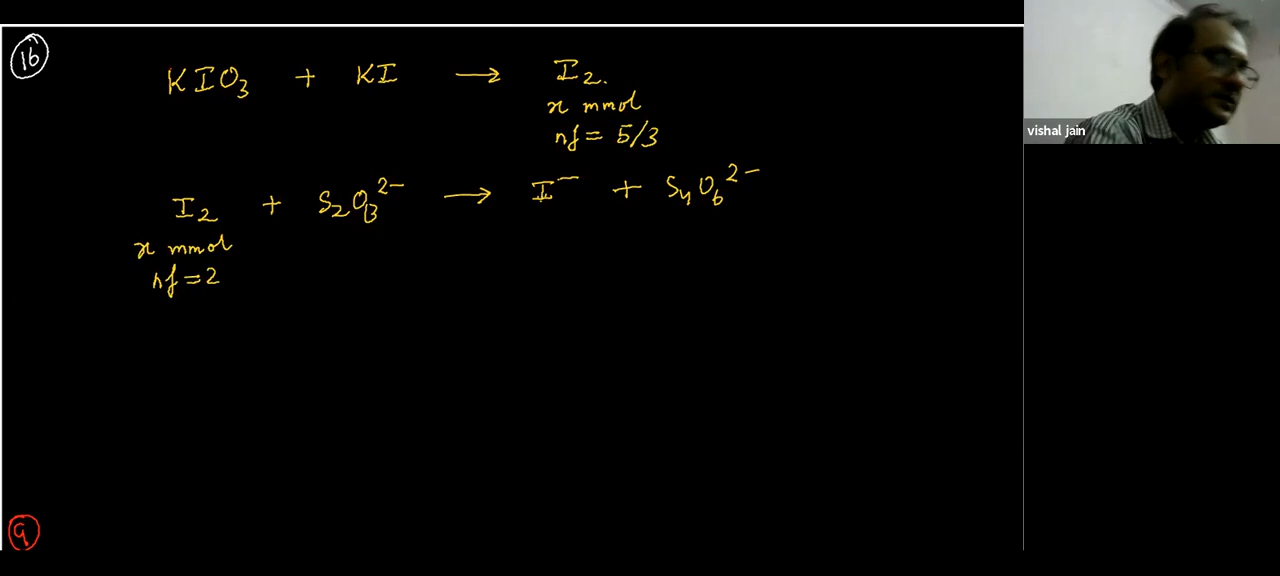 16
KIO3 + KI → I2.
x mmol
nf = 5/3
I2 + S2O3^2- → I^- + S4O6^2-
x mmol
nf = 2
9
vishal jain